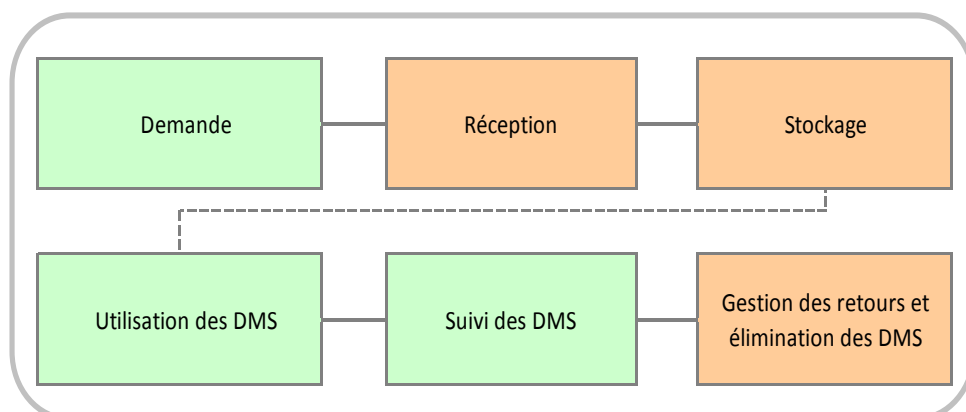 Demande
Réception
Stockage
Utilisation des DMS
Suivi des DMS
Gestion des retours et
élimination des DMS